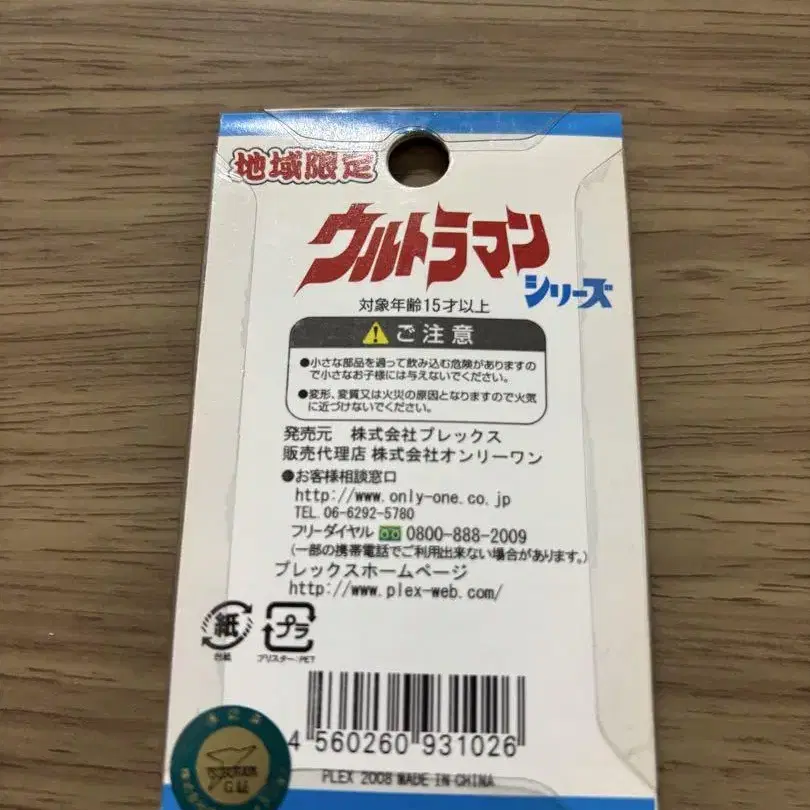 地域限定
ウルトラマン
シリーズ
対象年齢15才以上
ご注意
●小さな部品を過って飲み込む危険がありますの
で小さなお子様には与えないでください。
●変形、変質又は火災の原因となりますので火気
に近づけないでください。
発売元 株式会社プレックス
販売代理店 株式会社オンリーワン
●お客様相談窓口
http://www.only-one.co.jp
TEL.06-6292-5780
フリーダイヤル 0800-888-2009
(一部の携帯電話でご利用出来ない場合があります。)
プレックスホームページ
http://www.plex-web.com/
紙
台紙
プラ
ブリスター:PET
4 560260 931026
PLEX 2008 MADE IN CHINA